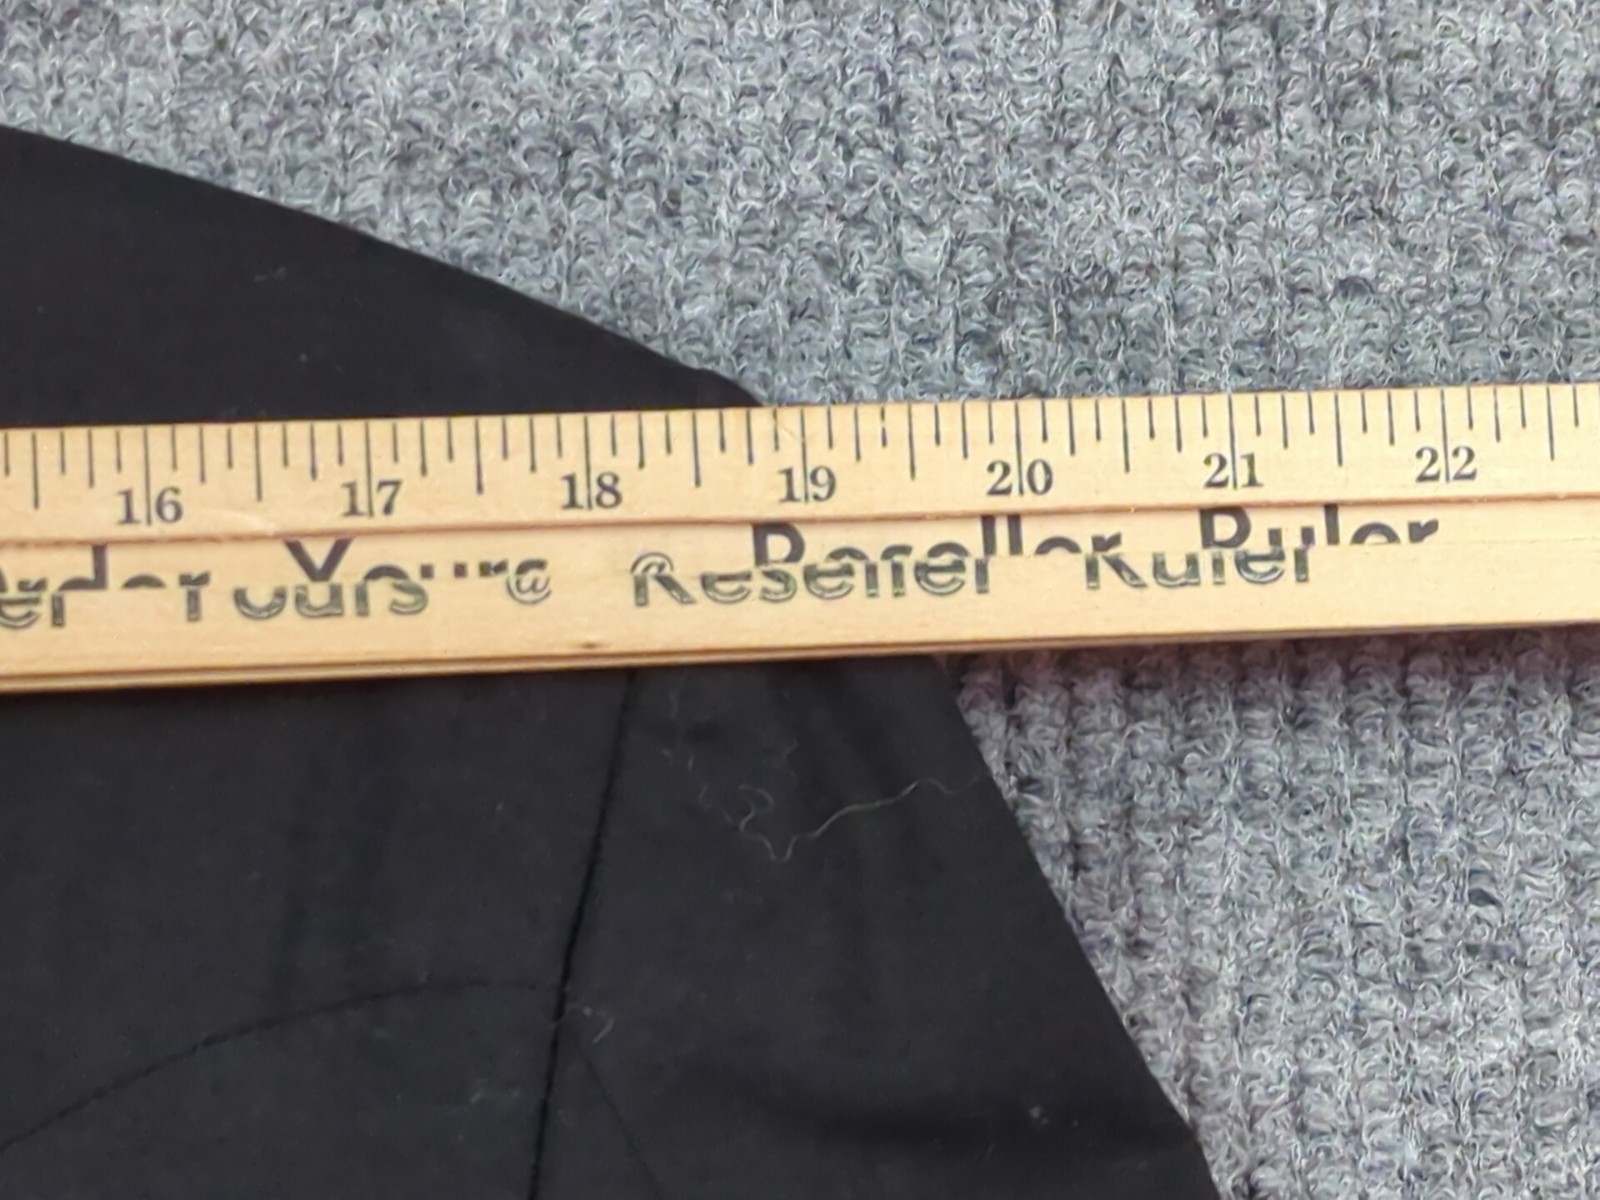 16 17 18 19 20 21 22
Yours @ Reseller Ruler